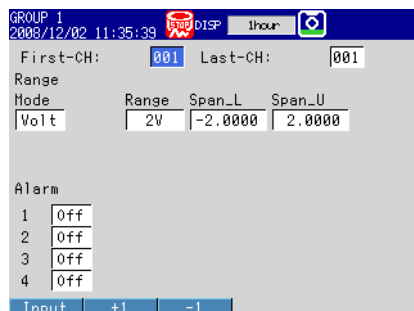 GROUP 1
2008/12/02 11:35:39 STOP DISP 1hour
First-CH: 001 Last-CH: 001
Range
Mode Range Span_L Span_U
Volt 2V -2.0000 2.0000
Alarm
1 Off
2 Off
3 Off
4 Off
Input +1 -1